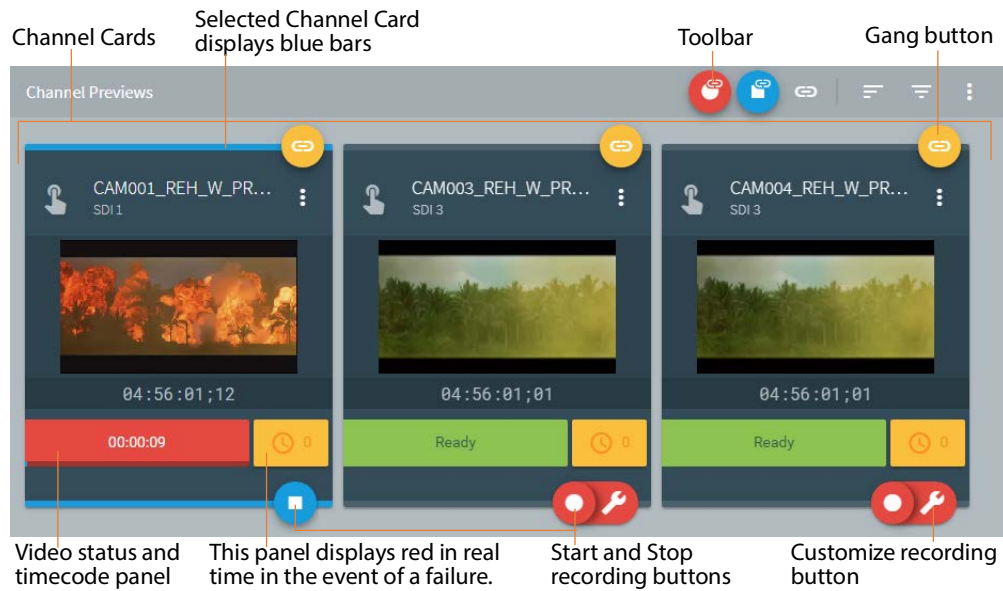 Channel Cards
Selected Channel Card
displays blue bars
Toolbar
Gang button
Channel Previews
CAM001_REH_W_PR...
SDI 1
CAM003_REH_W_PR...
SDI 3
CAM004_REH_W_PR...
SDI 3
04:56:01;12
04:56:01;01
04:56:01;01
00:00:09
0
Ready
0
Ready
0
Video status and
timecode panel
This panel displays red in real
time in the event of a failure.
Start and Stop
recording buttons
Customize recording
button